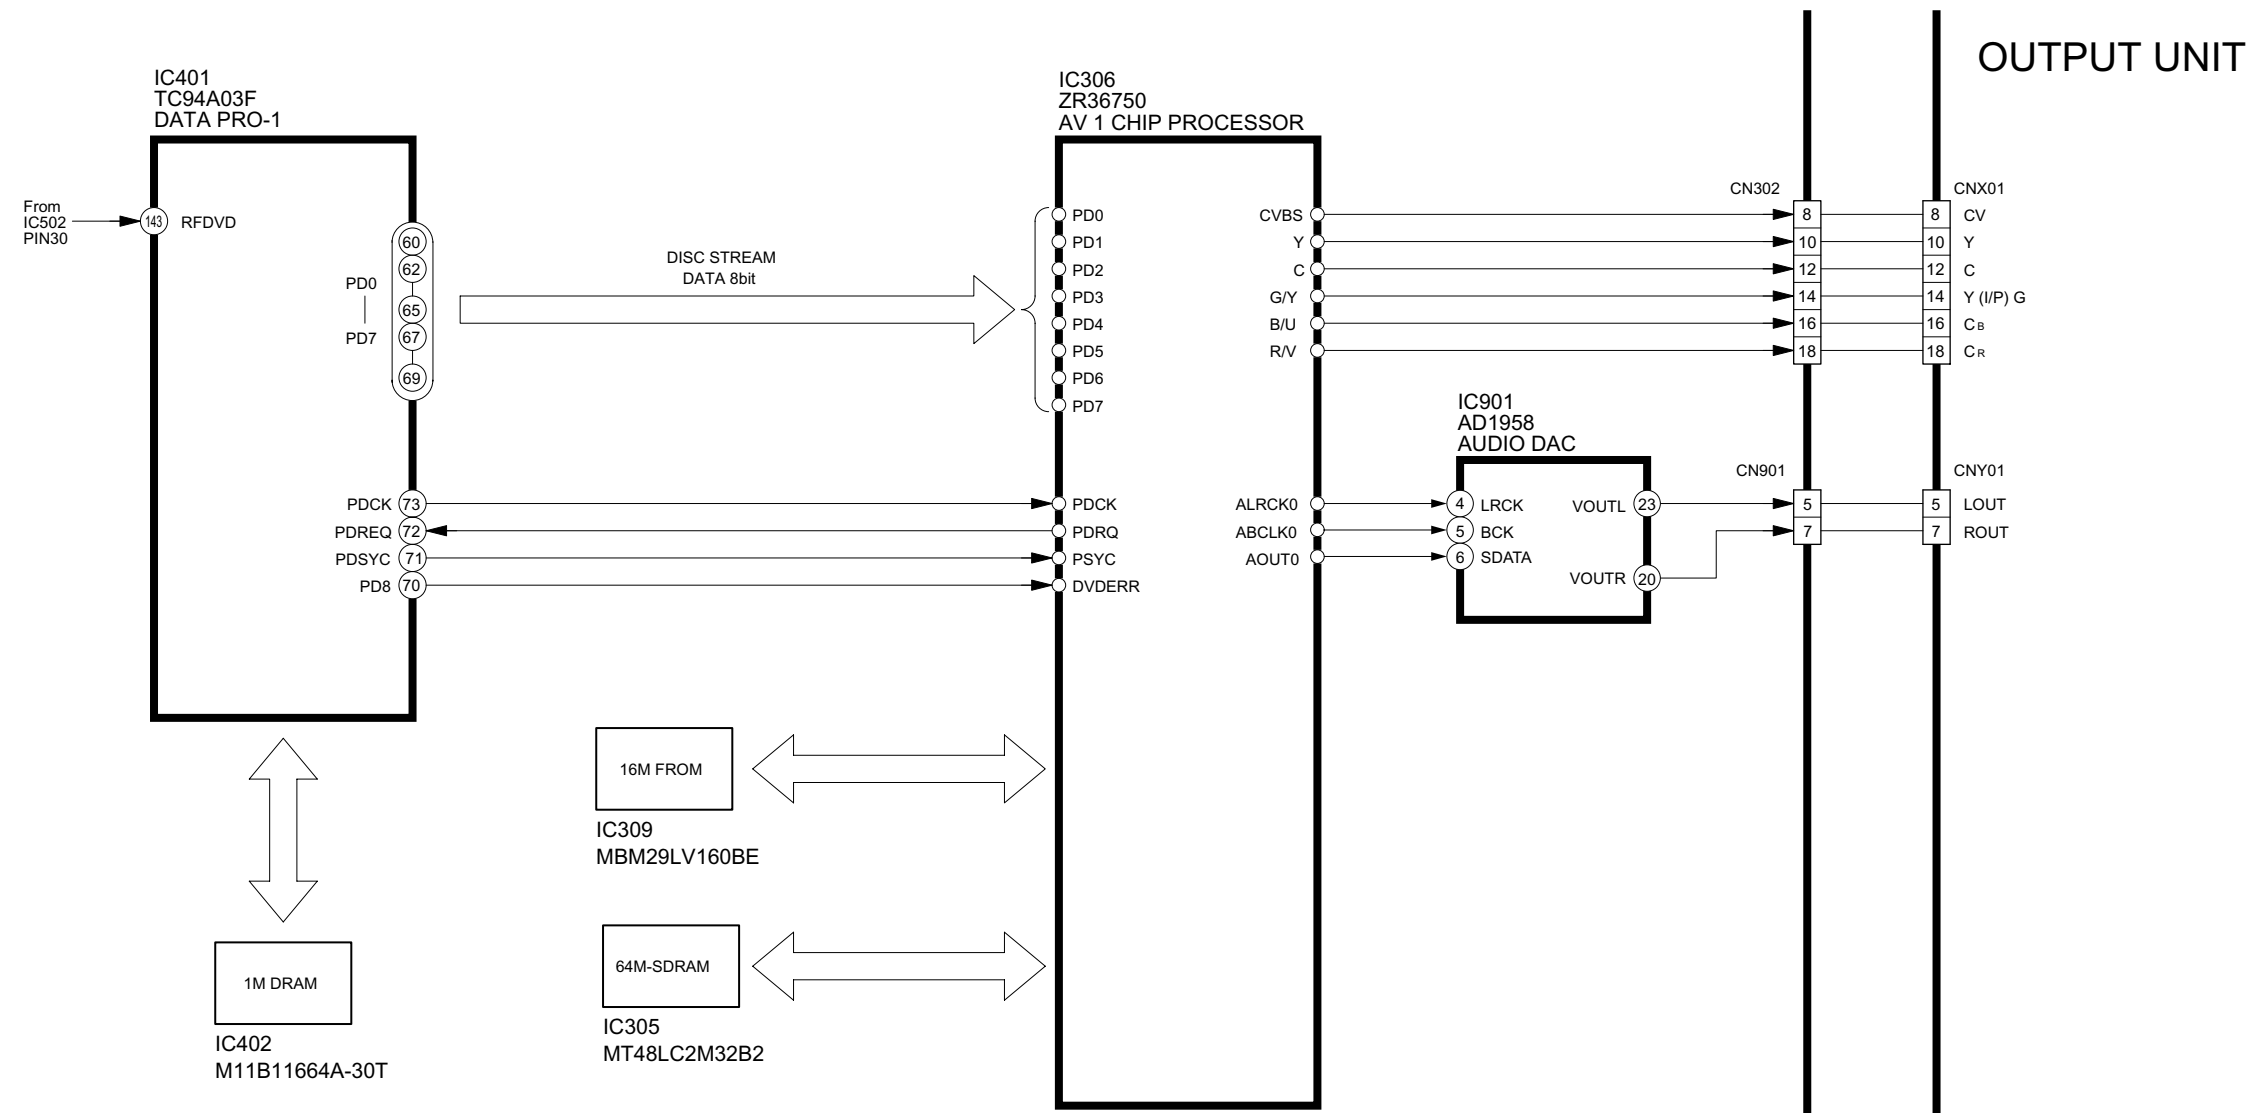 OUTPUT UNIT
IC401
TC94A03F
DATA PRO-1
IC306
ZR36750
AV 1 CHIP PROCESSOR
From
IC502
PIN30
143
RFDVD
60
62
65
67
69
PD0
PD7
DISC STREAM
DATA 8bit
PD0
PD1
PD2
PD3
PD4
PD5
PD6
PD7
CVBS
Y
C
G/Y
B/U
R/V
CN302
8
10
12
14
16
18
CNX01
8 CV
10 Y
12 C
14 Y (I/P) G
16 CB
18 CR
PDCK 73
PDREQ 72
PDSYC 71
PD8 70
PDCK
PDRQ
PSYC
DVDERR
ALRCK0
ABCLK0
AOUT0
IC901
AD1958
AUDIO DAC
4 LRCK
5 BCK
6 SDATA
VOUTL 23
VOUTR 20
CN901
5
7
CNY01
5 LOUT
7 ROUT
16M FROM
IC309
MBM29LV160BE
64M-SDRAM
IC305
MT48LC2M32B2
1M DRAM
IC402
M11B11664A-30T